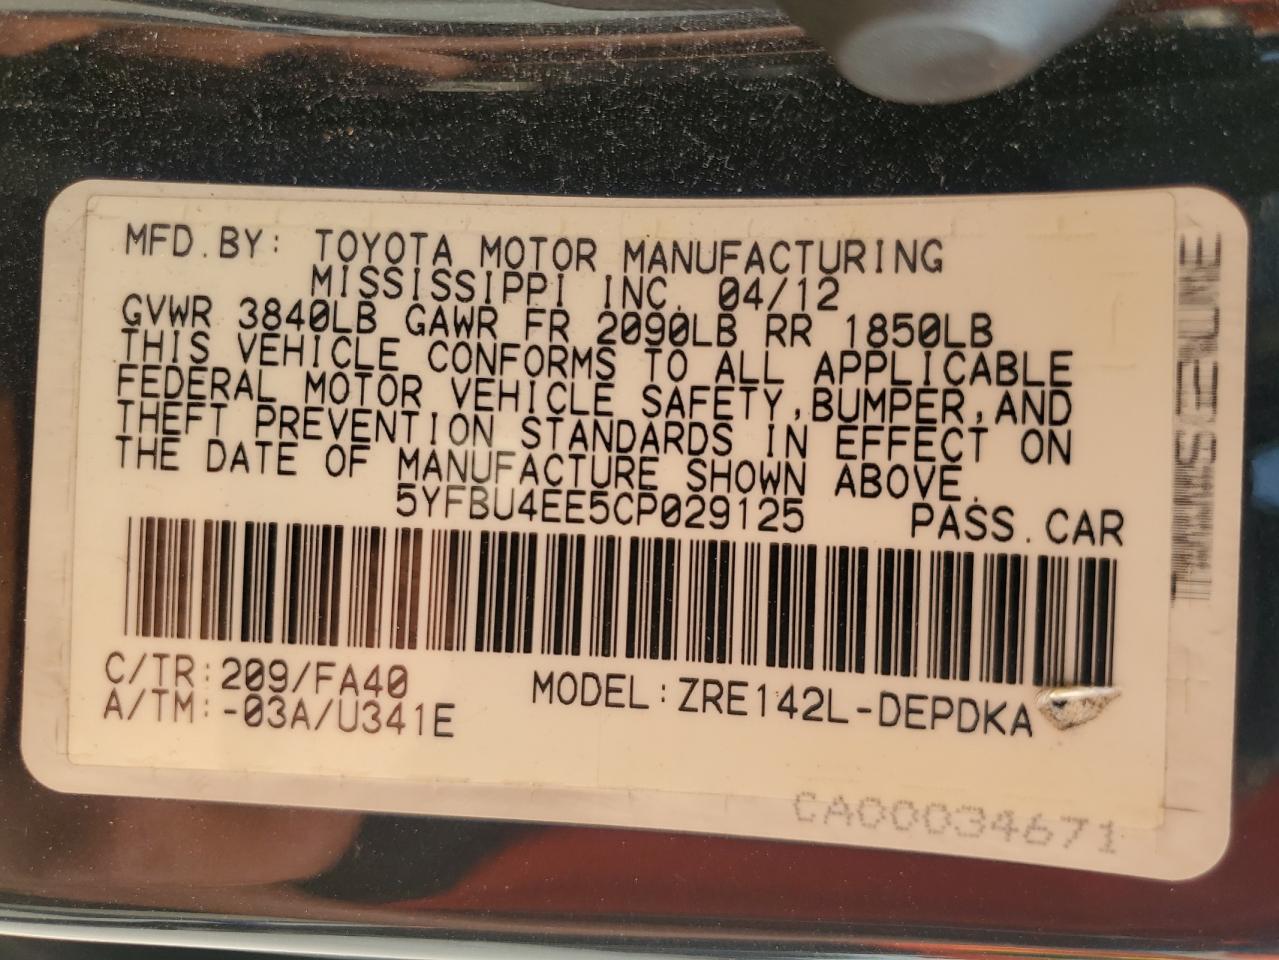 MFD.BY: TOYOTA MOTOR MANUFACTURING
MISSISSIPPI INC. 04/12
GVWR 3840LB GAWR FR 2090LB RR 1850LB
THIS VEHICLE CONFORMS TO ALL APPLICABLE
FEDERAL MOTOR VEHICLE SAFETY,BUMPER,AND
THEFT PREVENTION STANDARDS IN EFFECT ON
THE DATE OF MANUFACTURE SHOWN ABOVE.
5YFBU4EE5CP029125 PASS.CAR
C/TR:209/FA40
A/TM:-03A/U341E
MODEL:ZRE142L-DEPDKA
CA00034671